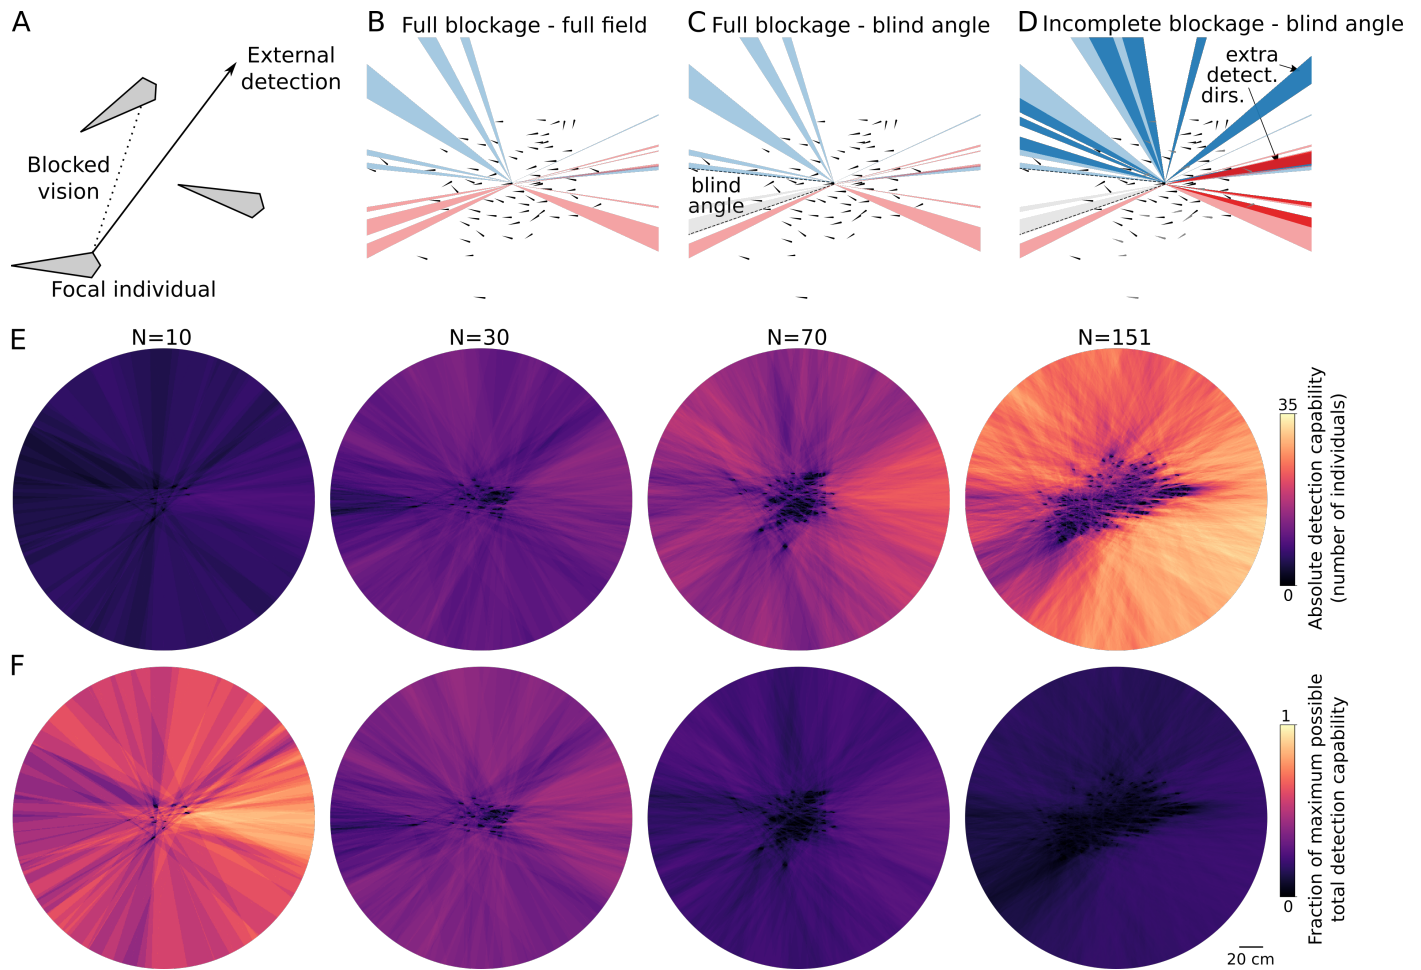 A
External
detection
Blocked
vision
Focal individual
B Full blockage - full field
C Full blockage - blind angle
blind
angle
D Incomplete blockage - blind angle
extra
detect.
dirs.
E
N=10
N=30
N=70
N=151
35
0
Absolute detection capability
(number of individuals)
F
1
0
Fraction of maximum possible
total detection capability
20 cm